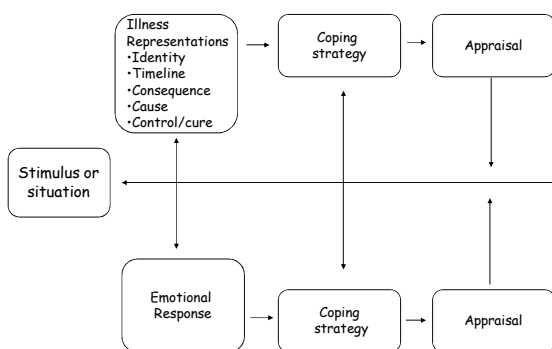 Illness
Representations
•Identity
•Timeline
•Consequence
•Cause
•Control/cure
Coping
strategy
Appraisal
Stimulus or
situation
Emotional
Response
Coping
strategy
Appraisal